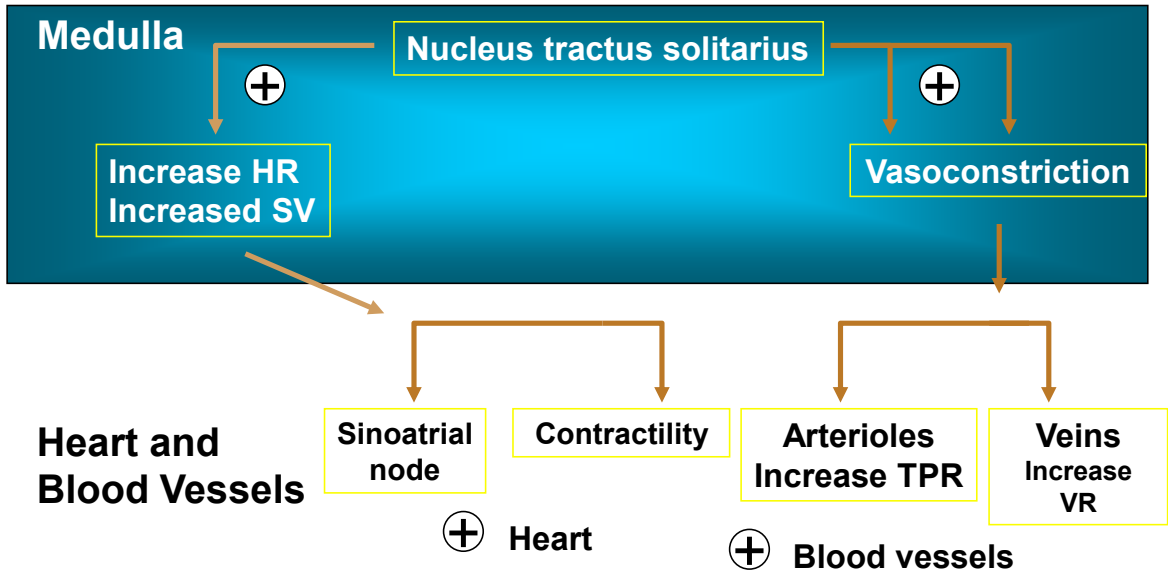 Medulla
Nucleus tractus solitarius
+
+
Increase HR
Increased SV
Vasoconstriction
Heart and
Blood Vessels
Sinoatrial
node
Contractility
Arterioles
Increase TPR
Veins
Increase
VR
+
Heart
+
Blood vessels